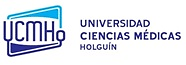 UCMHo
UNIVERSIDAD
CIENCIAS MÉDICAS
HOLGUÍN